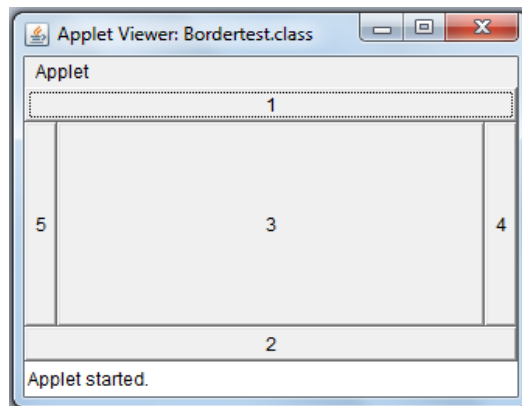 Applet Viewer: Bordertest.class
Applet
1
5 3 4
2
Applet started.